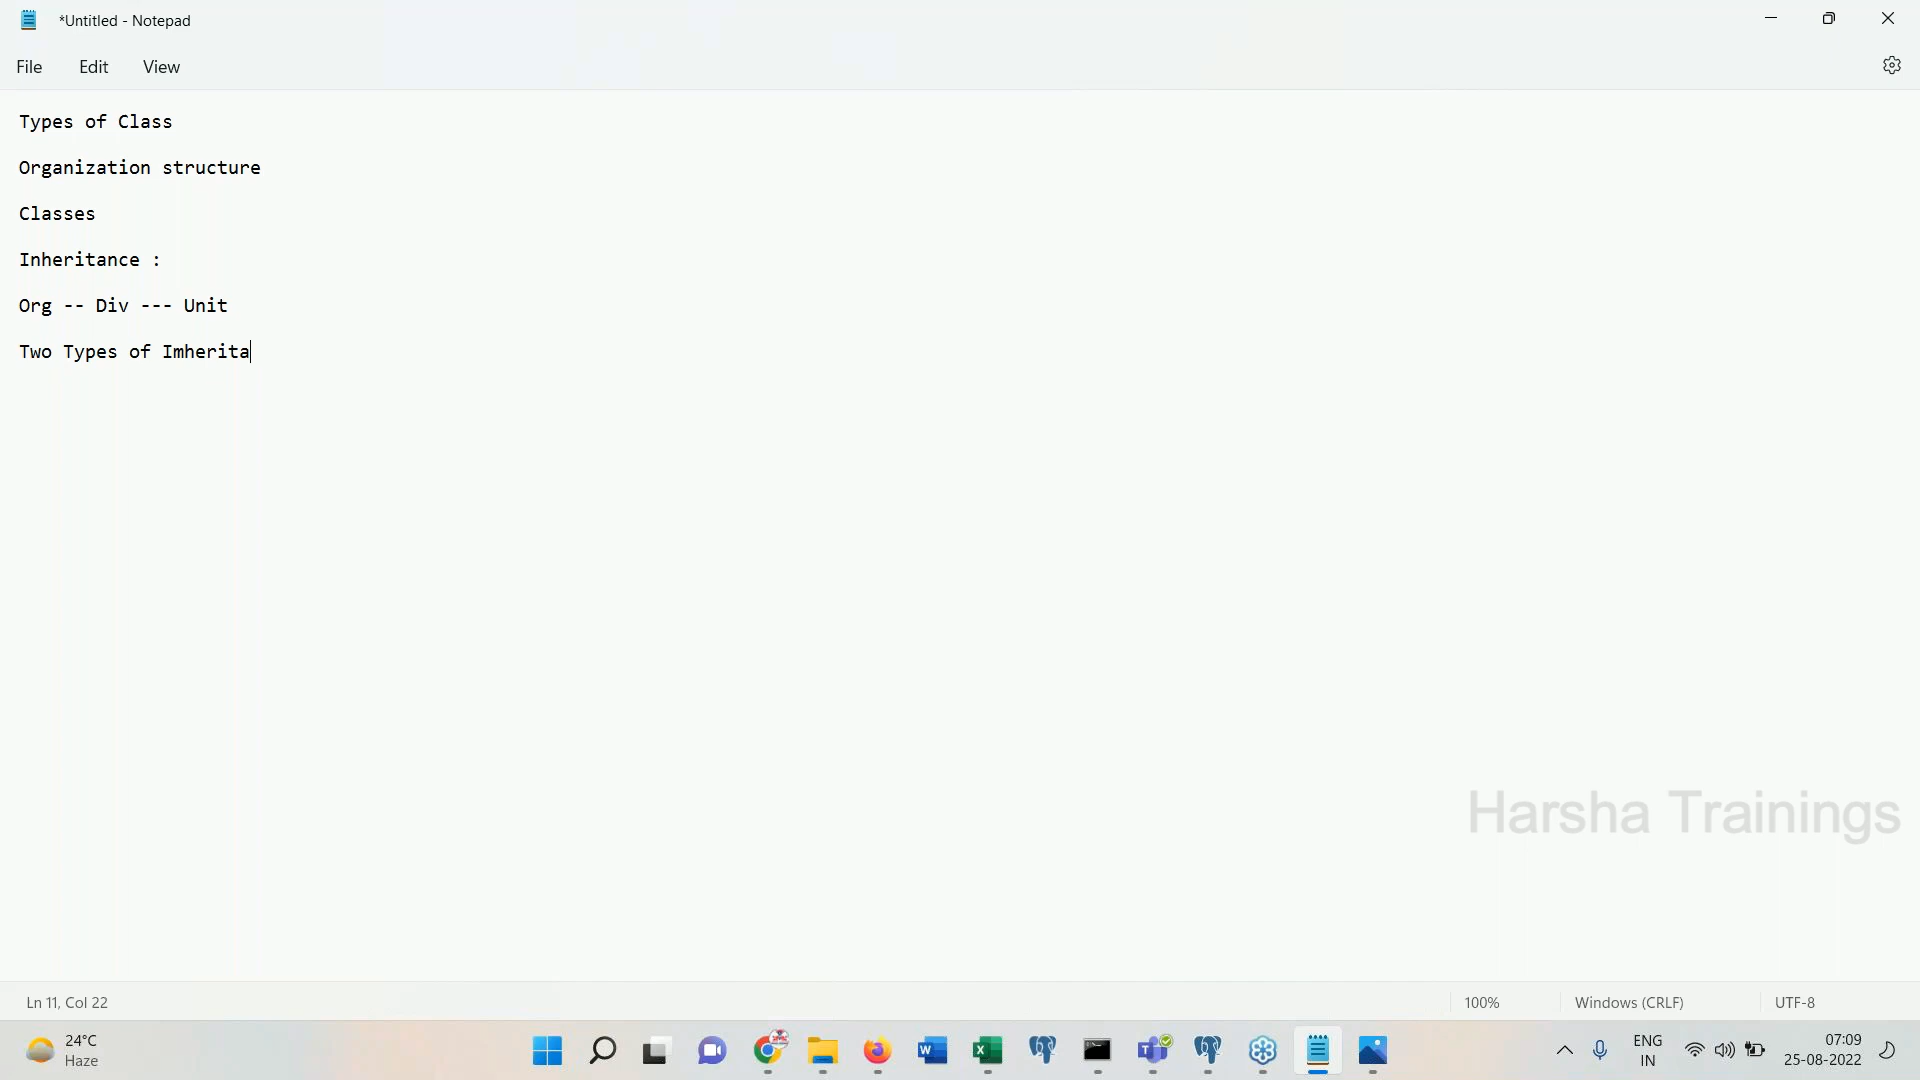 *Untitled - Notepad
File Edit View
Types of Class
Organization structure
Classes
Inheritance :
Org -- Div --- Unit
Two Types of Imherita
Harsha Trainings
Ln 11, Col 22
100%
Windows (CRLF)
UTF-8
24°C
Haze
ENG
IN
07:09
25-08-2022